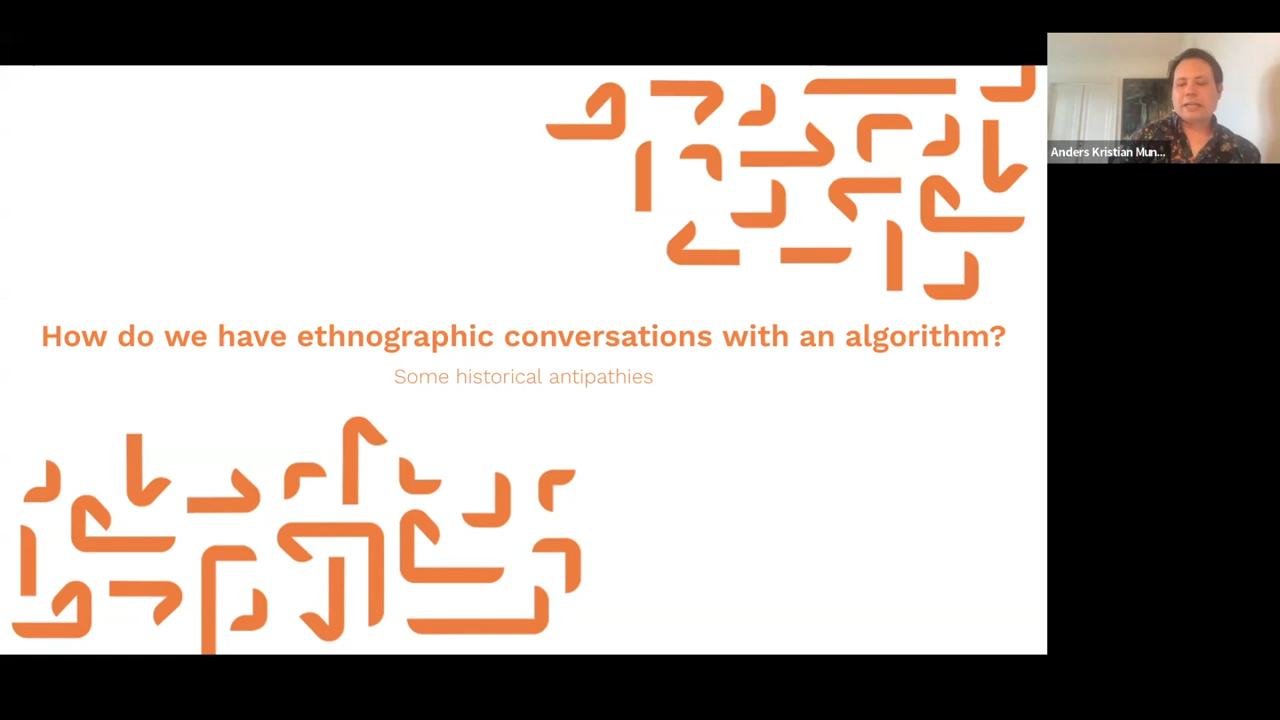 How do we have ethnographic conversations with an algorithm?
Some historical antipathies
Anders Kristian Mun...